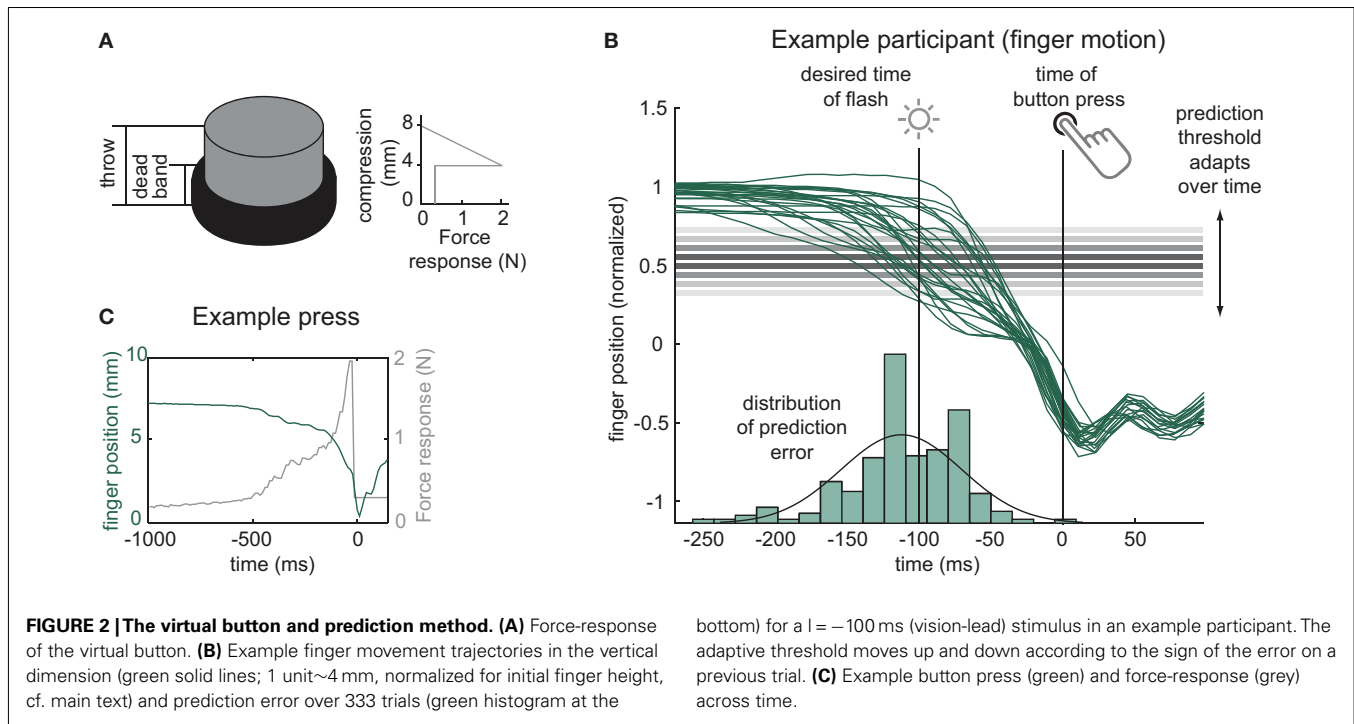 A
throw
dead
band
compression
(mm)
8
4
0
0 1 2
Force
response (N)
C Example press
finger position (mm)
10
5
0
2
1
0
Force response (N)
-1000 -500 0
time (ms)
B Example participant (finger motion)
desired time
of flash
time of
button press
prediction
threshold
adapts
over time
finger position (normalized)
1.5
1
0.5
0
-0.5
-1
distribution
of prediction
error
-250 -200 -150 -100 -50 0 50
time (ms)
FIGURE 2 | The virtual button and prediction method. (A) Force-response
of the virtual button. (B) Example finger movement trajectories in the vertical
dimension (green solid lines; 1 unit~4 mm, normalized for initial finger height,
cf. main text) and prediction error over 333 trials (green histogram at the
bottom) for a l = −100 ms (vision-lead) stimulus in an example participant. The
adaptive threshold moves up and down according to the sign of the error on a
previous trial. (C) Example button press (green) and force-response (grey)
across time.